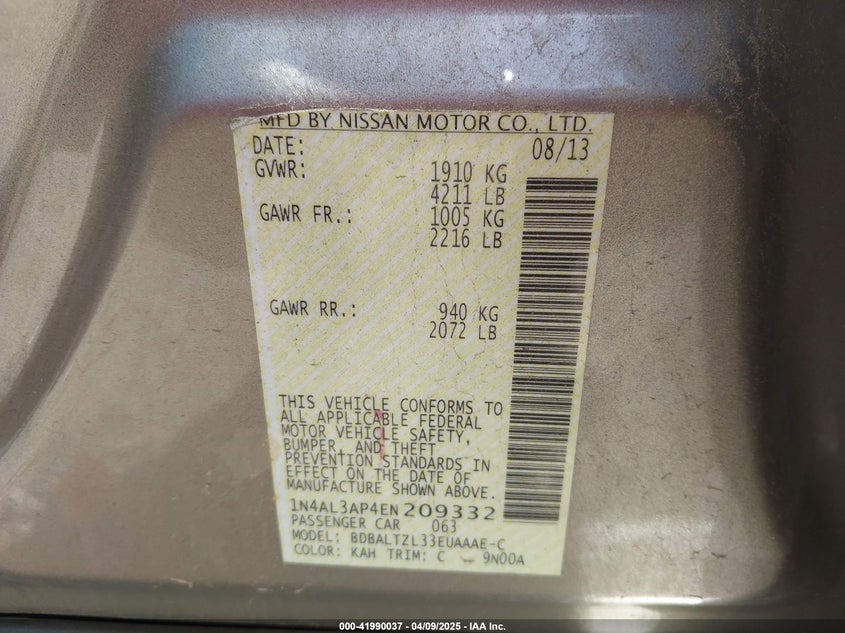 MFD BY NISSAN MOTOR CO., LTD.
DATE: 08/13
GVWR: 1910 KG
4211 LB
GAWR FR.: 1005 KG
2216 LB
GAWR RR.: 940 KG
2072 LB
THIS VEHICLE CONFORMS TO
ALL APPLICABLE FEDERAL
MOTOR VEHICLE SAFETY,
BUMPER, AND THEFT
PREVENTION STANDARDS IN
EFFECT ON THE DATE OF
MANUFACTURE SHOWN ABOVE.
1N4AL3AP4EN209332
PASSENGER CAR 063
MODEL: BDBALTZL33EUAAAE-C
COLOR: KAH TRIM: C 9N00A
000-41990037 - 04/09/2025 - IAA Inc.